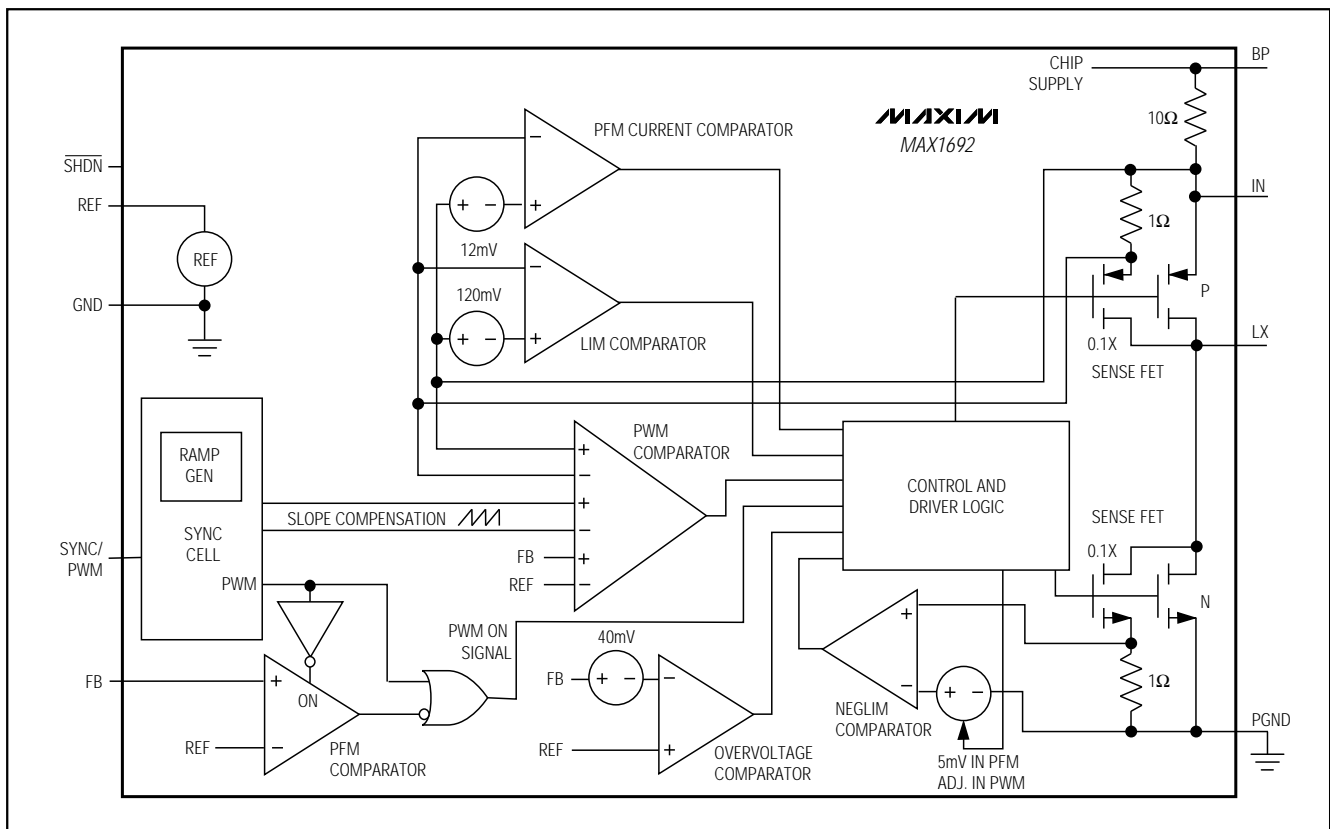 CHIP
SUPPLY
BP
MAXIM
MAX1692
10Ω
PFM CURRENT COMPARATOR
−
+
+ −
12mV
SHDN
REF
REF
GND
IN
1Ω
−
120mV
+ −
+
LIM COMPARATOR
P
LX
0.1X
SENSE FET
RAMP
GEN
SYNC
CELL
SYNC/
PWM
PWM
SLOPE COMPENSATION
PWM
COMPARATOR
+
−
+
−
FB
+
REF
−
CONTROL AND
DRIVER LOGIC
SENSE FET
0.1X
N
PWM ON
SIGNAL
FB
+
ON
REF
−
PFM
COMPARATOR
40mV
FB
+ −
−
REF
+
OVERVOLTAGE
COMPARATOR
+
−
+ −
NEGLIM
COMPARATOR
5mV IN PFM
ADJ. IN PWM
1Ω
PGND